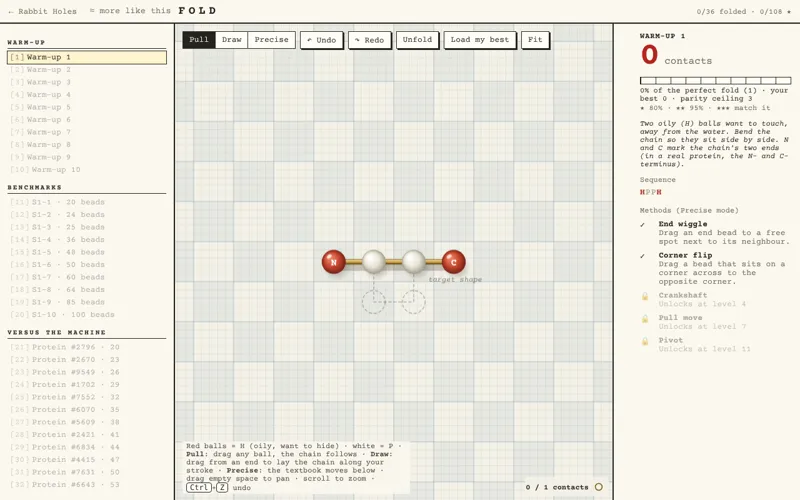 ← Rabbit Holes
≈ more like this
FOLD
0/36 folded · 0/108 ★
WARM-UP
[1] Warm-up 1
[2] Warm-up 2
[3] Warm-up 3
[4] Warm-up 4
[5] Warm-up 5
[6] Warm-up 6
[7] Warm-up 7
[8] Warm-up 8
[9] Warm-up 9
[10] Warm-up 10
BENCHMARKS
[11] S1-1 · 20 beads
[12] S1-2 · 24 beads
[13] S1-3 · 25 beads
[14] S1-4 · 36 beads
[15] S1-5 · 48 beads
[16] S1-6 · 50 beads
[17] S1-7 · 60 beads
[18] S1-8 · 64 beads
[19] S1-9 · 85 beads
[20] S1-10 · 100 beads
VERSUS THE MACHINE
[21] Protein #2796 · 20
[22] Protein #2670 · 23
[23] Protein #9549 · 26
[24] Protein #1702 · 29
[25] Protein #7552 · 32
[26] Protein #6070 · 35
[27] Protein #5609 · 38
[28] Protein #2431 · 41
[29] Protein #6834 · 44
[30] Protein #4415 · 47
[31] Protein #7631 · 50
[32] Protein #6643 · 53
Pull Draw Precise ↶ Undo ↷ Redo Unfold Load my best Fit
N
C
target shape
Red balls = H (oily, want to hide) · white = P ·
Pull: drag any ball, the chain follows · Draw:
drag from an end to lay the chain along your
stroke · Precise: the textbook moves below ·
drag empty space to pan · scroll to zoom ·
Ctrl+Z undo
0 / 1 contacts
WARM-UP 1
0 contacts
0% of the perfect fold (1) · your
best 0 · parity ceiling 3
★ 80% · ★★ 95% · ★★★ match it
Two oily (H) balls want to touch,
away from the water. Bend the
chain so they sit side by side. N
and C mark the chain's two ends
(in a real protein, the N- and C-
terminus).
Sequence
HPPH
Methods (Precise mode)
✓ End wiggle
Drag an end bead to a free
spot next to its neighbour.
✓ Corner flip
Drag a bead that sits on a
corner across to the
opposite corner.
Crankshaft
Unlocks at level 4
Pull move
Unlocks at level 7
Pivot
Unlocks at level 11